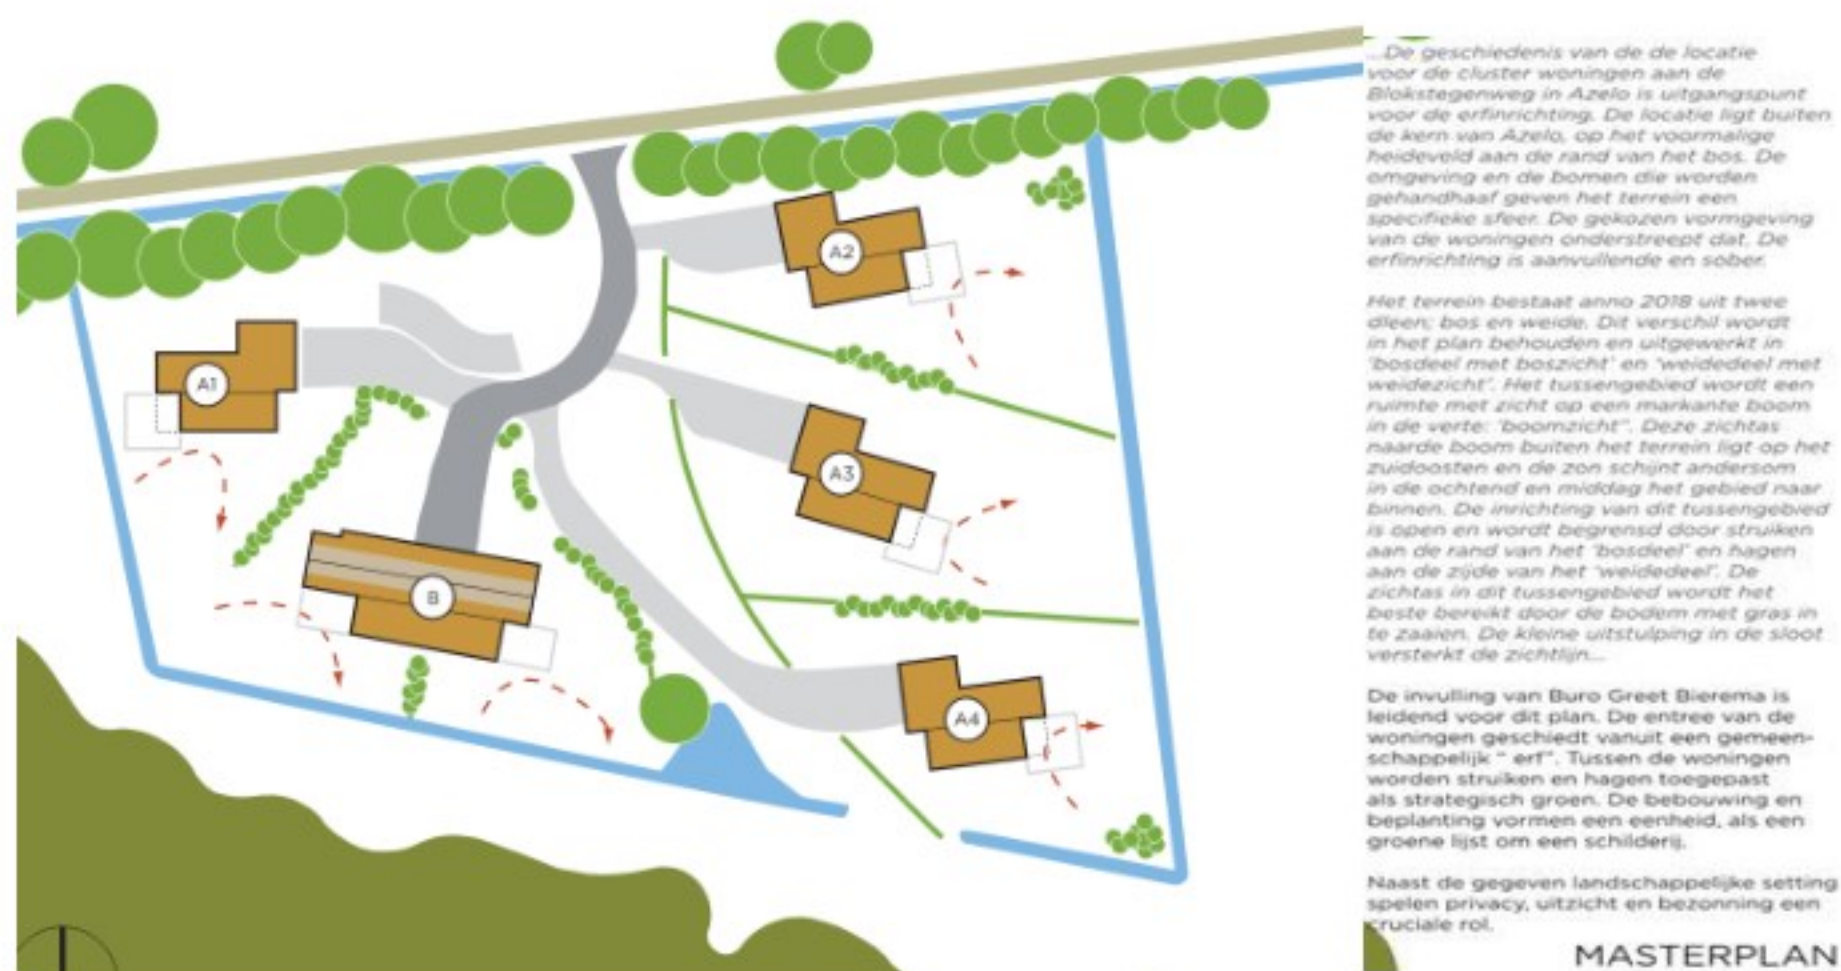 A2
A1
A3
B
A4
...De geschiedenis van de de locatie
voor de cluster woningen aan de
Blokstegenweg in Azelo is uitgangspunt
voor de erfinrichting. De locatie ligt buiten
de kern van Azelo, op het voormalige
heideveld aan de rand van het bos. De
omgeving en de bomen die worden
gehandhaaf geven het terrein een
specifieke sfeer. De gekozen vormgeving
van de woningen onderstreept dat. De
erfinrichting is aanvullende en sober.
Het terrein bestaat anno 2018 uit twee
dleen; bos en weide. Dit verschil wordt
in het plan behouden en uitgewerkt in
'bosdeel met boszicht' en 'weidedeel met
weidezicht'. Het tussengebied wordt een
ruimte met zicht op een markante boom
in de verte: 'boomzicht". Deze zichtas
naarde boom buiten het terrein ligt op het
zuidoosten en de zon schijnt andersom
in de ochtend en middag het gebied naar
binnen. De inrichting van dit tussengebied
is open en wordt begrensd door struiken
aan de rand van het 'bosdeel' en hagen
aan de zijde van het 'weidedeel'. De
zichtas in dit tussengebied wordt het
beste bereikt door de bodem met gras in
te zaaien. De kleine uitstulping in de sloot
versterkt de zichtlijn...
De invulling van Buro Greet Bierema is
leidend voor dit plan. De entree van de
woningen geschiedt vanuit een gemeen-
schappelijk " erf". Tussen de woningen
worden struiken en hagen toegepast
als strategisch groen. De bebouwing en
beplanting vormen een eenheid, als een
groene lijst om een schilderij.
Naast de gegeven landschappelijke setting
spelen privacy, uitzicht en bezonning een
cruciale rol.
MASTERPLAN